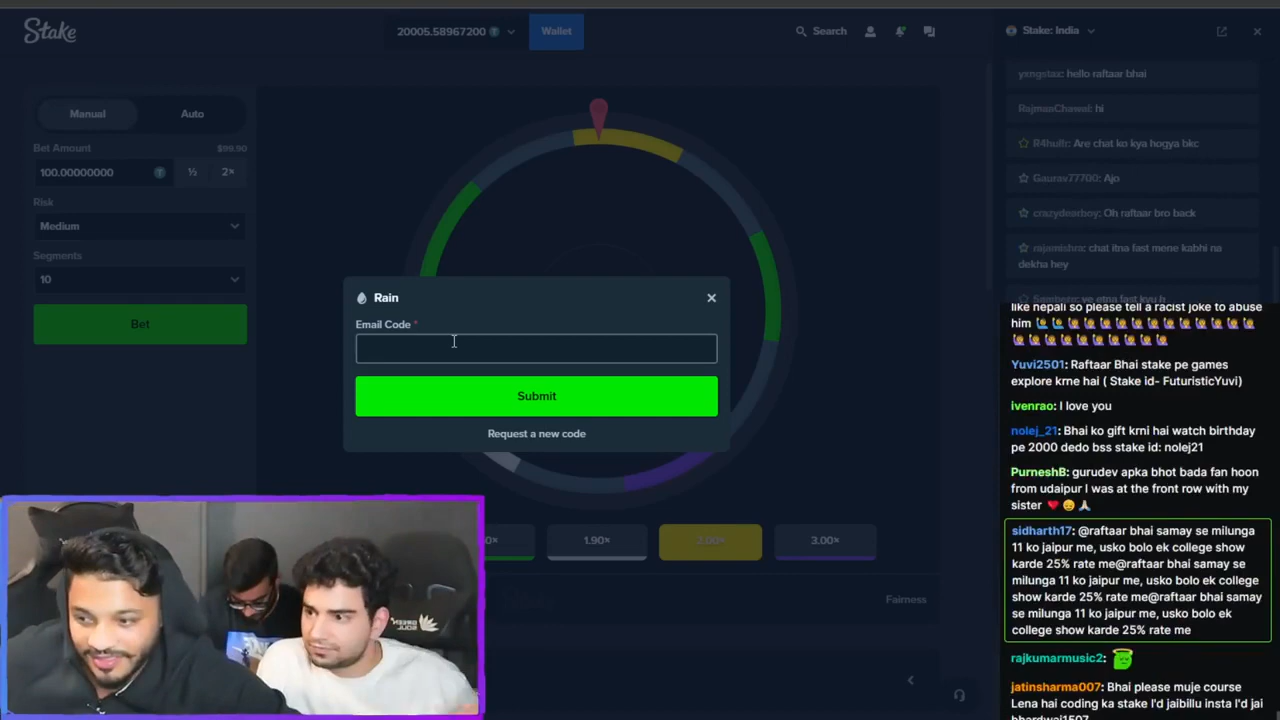 Stake
20005.58967200
Wallet
Search
Stake: India
Manual
Auto
Bet Amount
$99.90
100.00000000
½
2×
Risk
Medium
Segments
10
Bet
Rain
Email Code *
Submit
Request a new code
1.90×
2.00×
3.00×
Fairness
yxngstax: hello raftaar bhai
RajmaaChawal: hi
R4hulfr: Are chat ko kya hogya bkc
Gaurav77700: Ajo
crazydearboy: Oh raftaar bro back
rajamishra: chat itna fast mene kabhi na
dekha hey
like nepali so please tell a racist joke to abuse
him 🙋‍♂️🙋‍♂️🙋‍♂️🙋‍♂️🙋‍♂️🙋‍♂️🙋‍♂️🙋‍♂️🙋‍♂️🙋‍♂️🙋‍♂️🙋‍♂️🙋‍♂️
🙋‍♂️🙋‍♂️🙋‍♂️🙋‍♂️🙋‍♂️🙋‍♂️🙋‍♂️🙋‍♂️🙋‍♂️
Yuvi2501: Raftaar Bhai stake pe games
explore krne hai ( Stake id- FuturisticYuvi)
ivenrao: I love you
nolej_21: Bhai ko gift krni hai watch birthday
pe 2000 dedo bss stake id: nolej21
PurneshB: gurudev apka bhot bada fan hoon
from udaipur I was at the front row with my
sister ❤️😊🙏
sidharth17: @raftaar bhai samay se milunga
11 ko jaipur me, usko bolo ek college show
karde 25% rate me@raftaar bhai samay se
milunga 11 ko jaipur me, usko bolo ek college
show karde 25% rate me@raftaar bhai samay
se milunga 11 ko jaipur me, usko bolo ek
college show karde 25% rate me
rajkumarmusic2:
jatinsharma007: Bhai please muje course
Lena hai coding ka stake I'd jaibillu insta I'd jai
bhardwaj1507